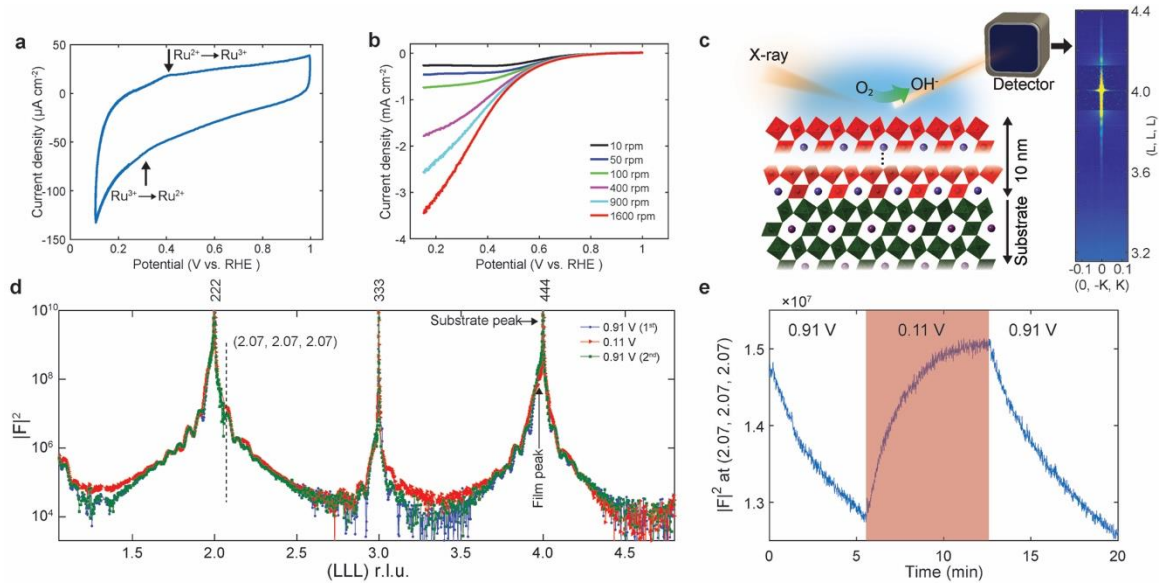 a
50
0
-50
-100
-150
Current density (µA cm⁻²)
Ru²⁺→Ru³⁺
Ru³⁺→Ru²⁺
0 0.2 0.4 0.6 0.8 1
Potential (V vs. RHE )
b
0
-1
-2
-3
-4
Current density (mA cm⁻²)
10 rpm
50 rpm
100 rpm
400 rpm
900 rpm
1600 rpm
0.2 0.4 0.6 0.8 1.0
Potential (V vs. RHE )
c
X-ray
O₂
OH⁻
Detector
10 nm
Substrate
4.4
4.0
3.6
3.2
(L, L, L)
-0.1 0 0.1
(0, -K, K)
d
222
333
444
10¹⁰
10⁸
10⁶
10⁴
|F|²
(2.07, 2.07, 2.07)
Substrate peak
0.91 V (1ˢᵗ)
0.11 V
0.91 V (2ⁿᵈ)
Film peak
1.5 2.0 2.5 3.0 3.5 4.0 4.5
(LLL) r.l.u.
e
×10⁷
1.5
1.4
1.3
|F|² at (2.07, 2.07, 2.07)
0.91 V
0.11 V
0.91 V
0 5 10 15 20
Time (min)